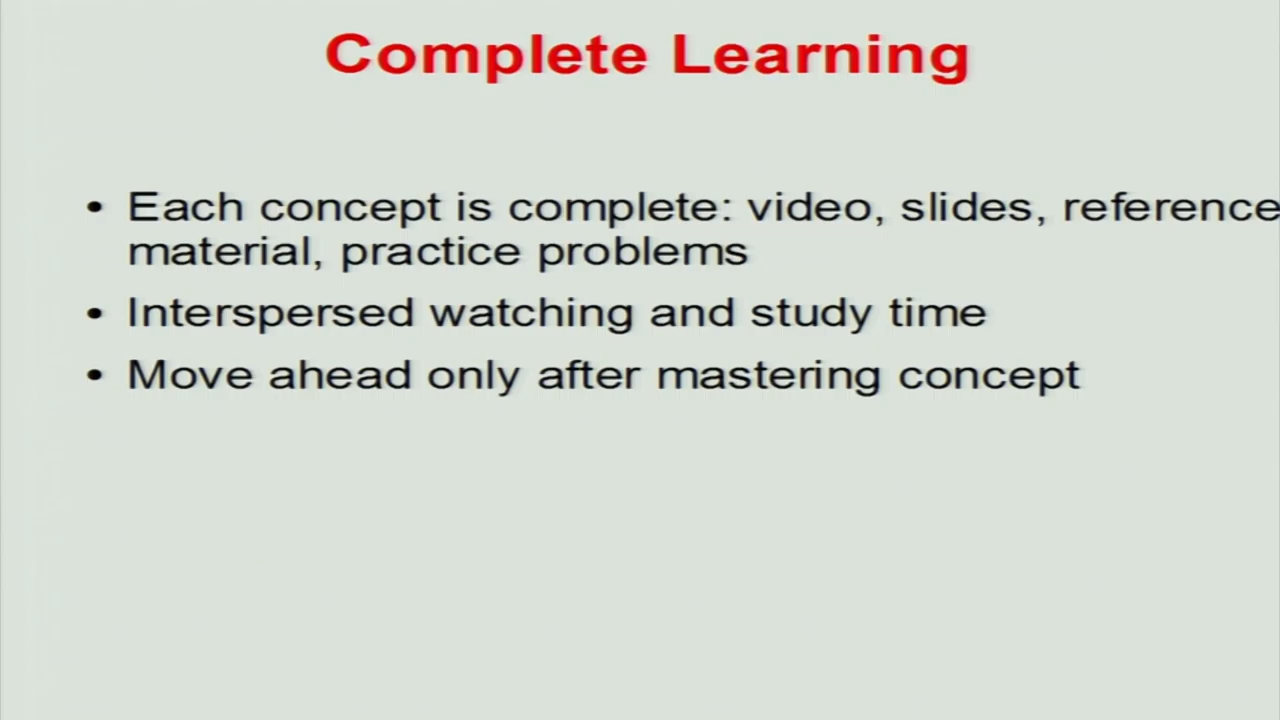 Complete Learning
• Each concept is complete: video, slides, reference
material, practice problems
• Interspersed watching and study time
• Move ahead only after mastering concept